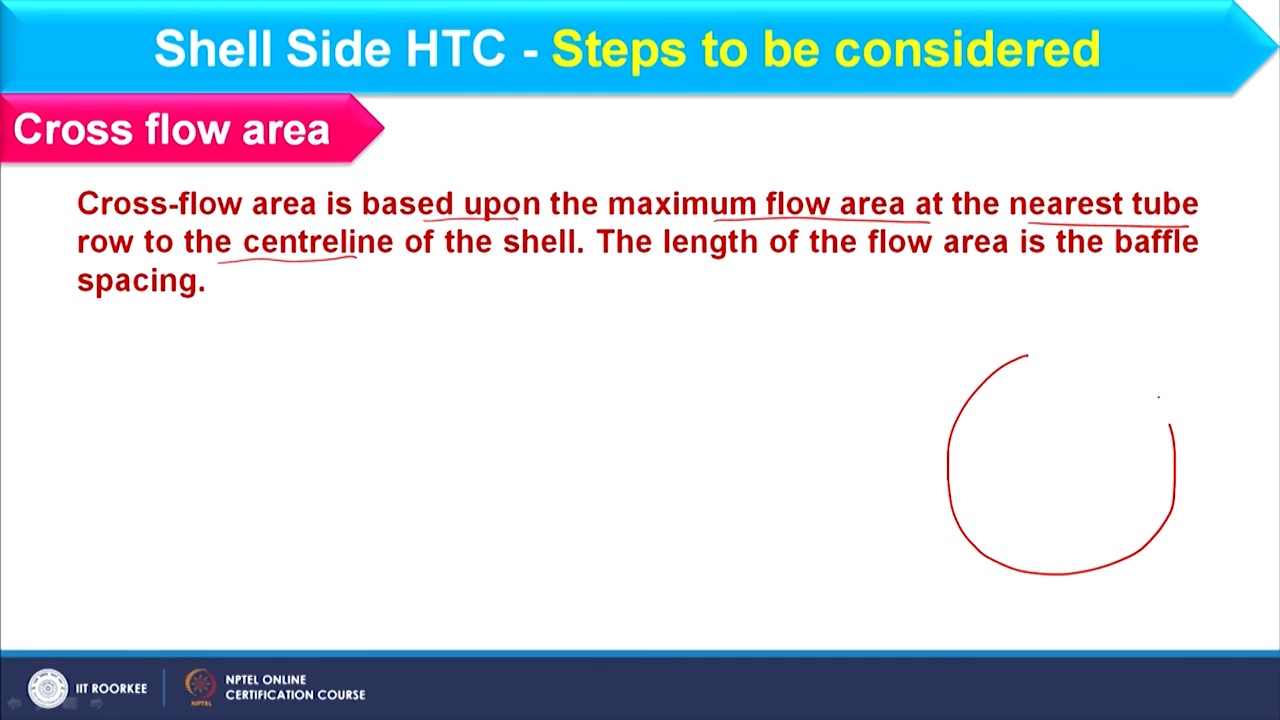 Shell Side HTC - Steps to be considered
Cross flow area
Cross-flow area is based upon the maximum flow area at the nearest tube
row to the centreline of the shell. The length of the flow area is the baffle
spacing.
IIT ROORKEE
NPTEL
NPTEL ONLINE
CERTIFICATION COURSE